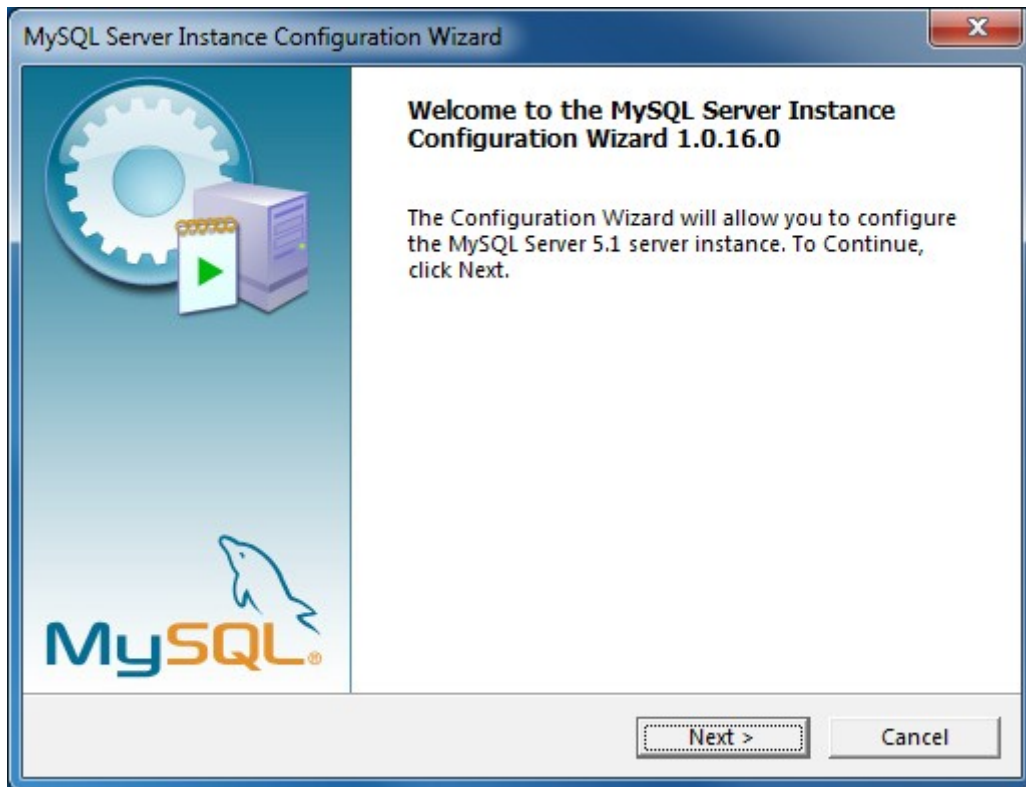 MySQL Server Instance Configuration Wizard
Welcome to the MySQL Server Instance
Configuration Wizard 1.0.16.0
The Configuration Wizard will allow you to configure
the MySQL Server 5.1 server instance. To Continue,
click Next.
MySQL®
Next >
Cancel